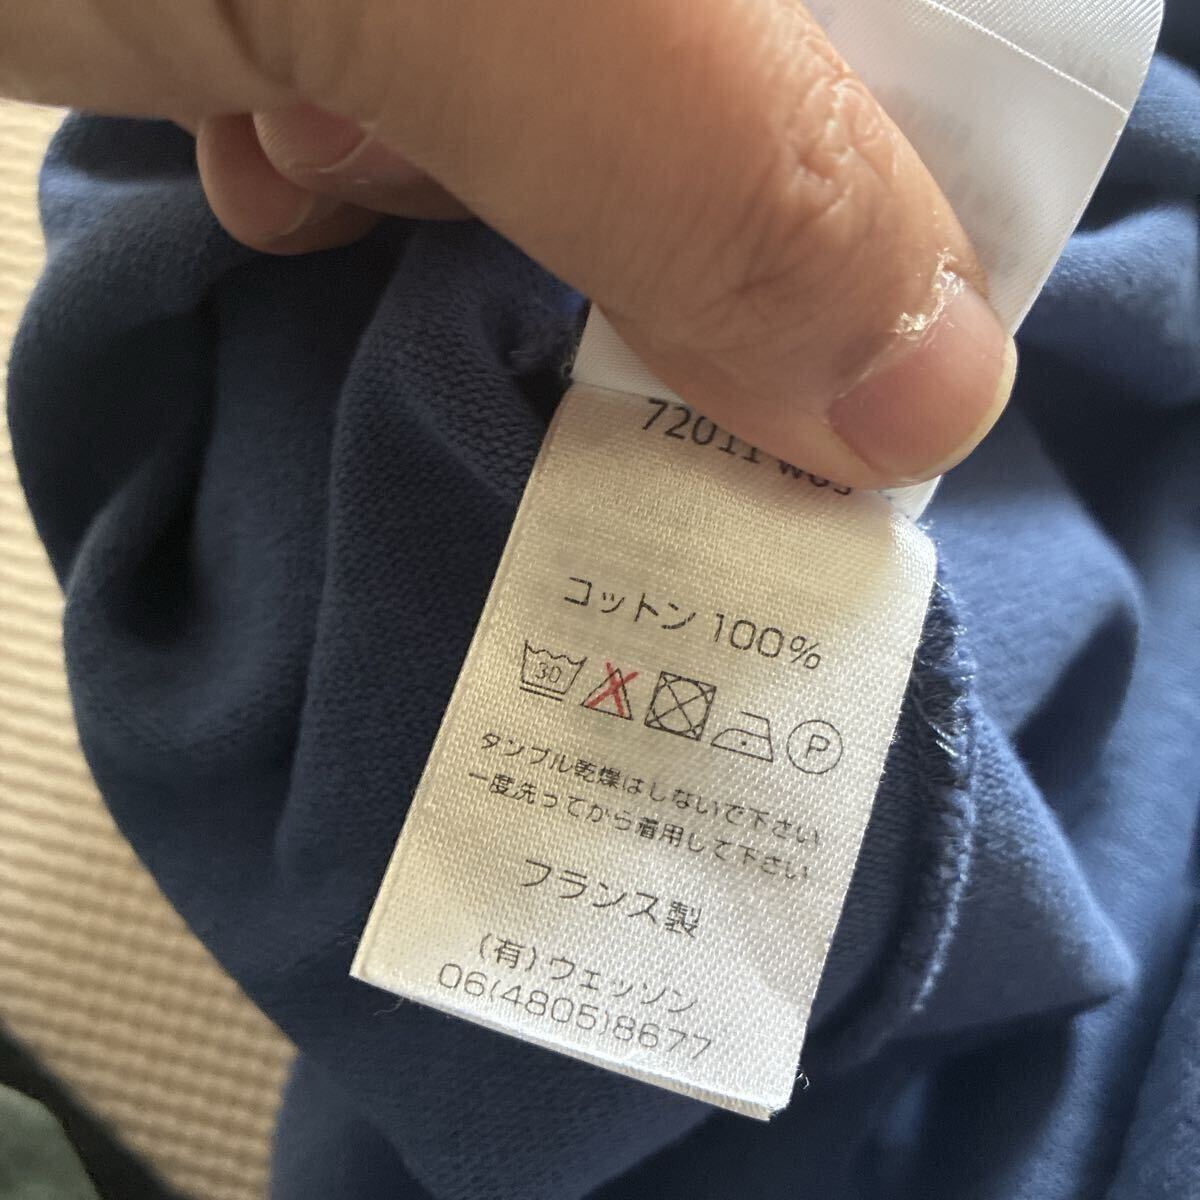 72011
コットン 100%
30
P
タンブル乾燥はしないで下さい
一度洗ってから着用して下さい
フランス製
(有)ウェッソン
06(4805)8677